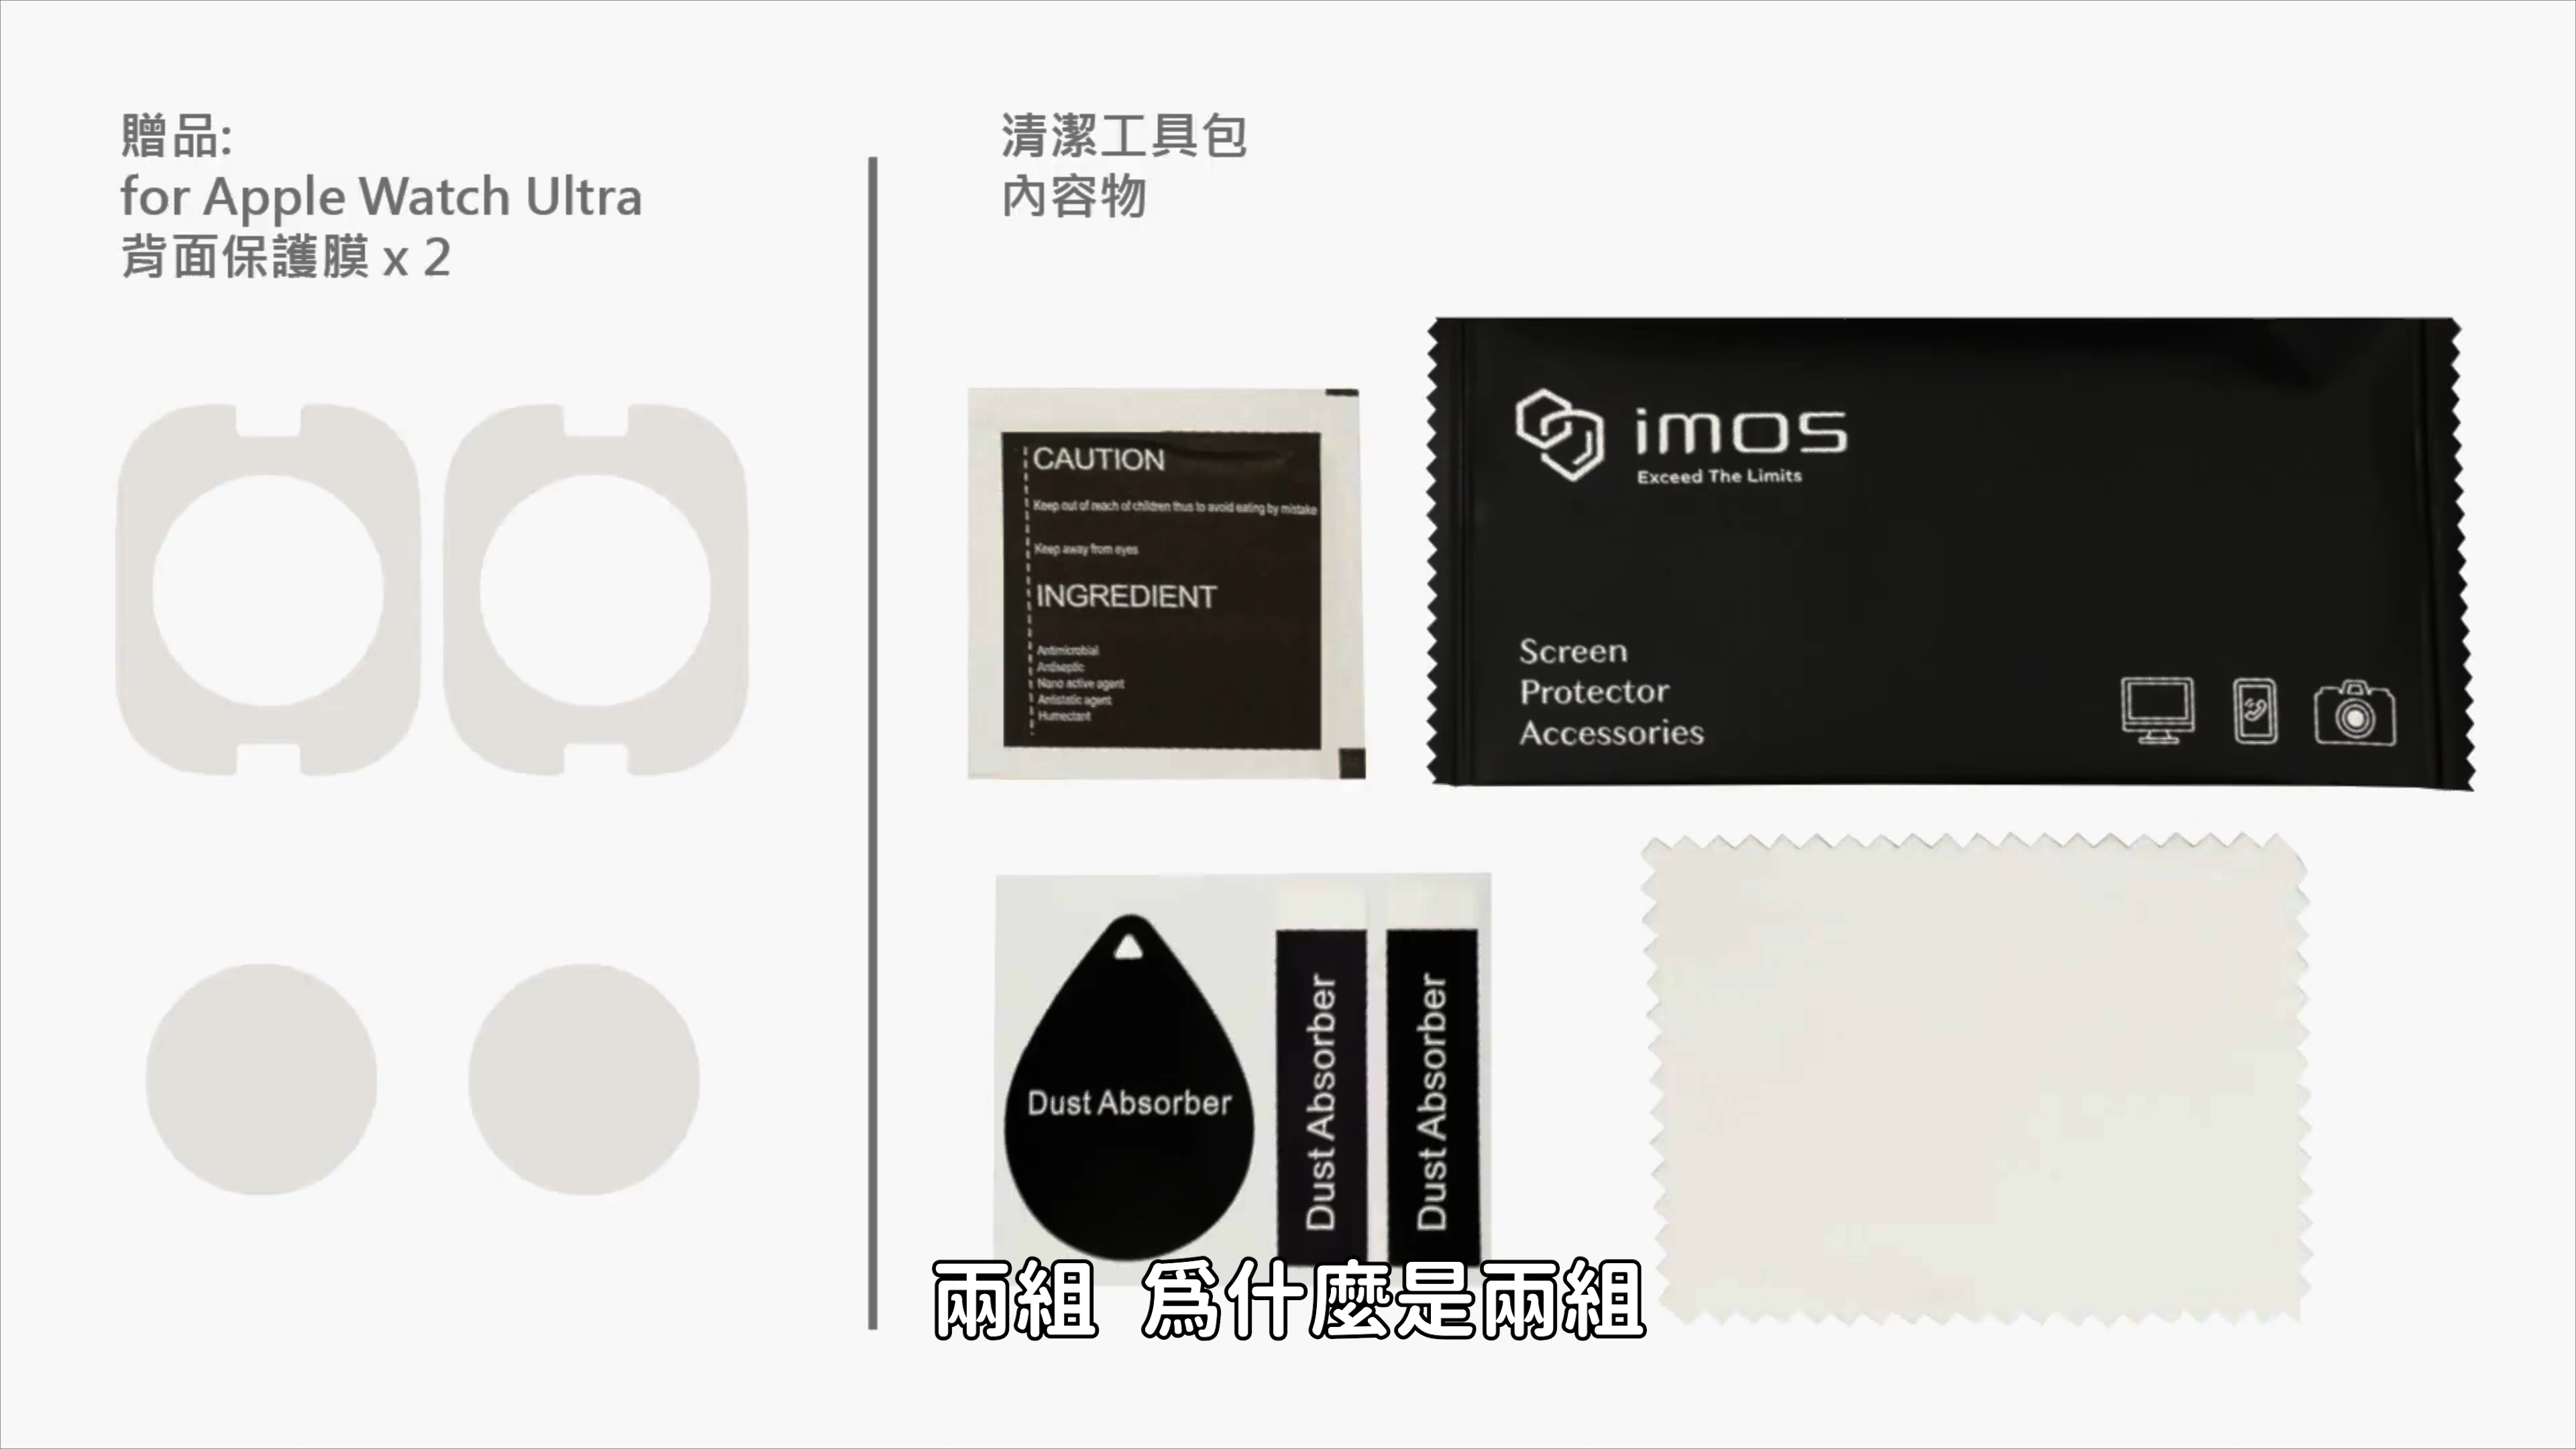 贈品:
for Apple Watch Ultra
背面保護膜 x 2
清潔工具包
內容物
CAUTION
Keep out of reach of children thus to avoid eating by mistake
Keep away from eyes
INGREDIENT
Antimicrobial
Antiseptic
Nano active agent
Antistatic agent
Humectant
imos
Exceed The Limits
Screen
Protector
Accessories
Dust Absorber
Dust Absorber
Dust Absorber
兩組 爲什麼是兩組